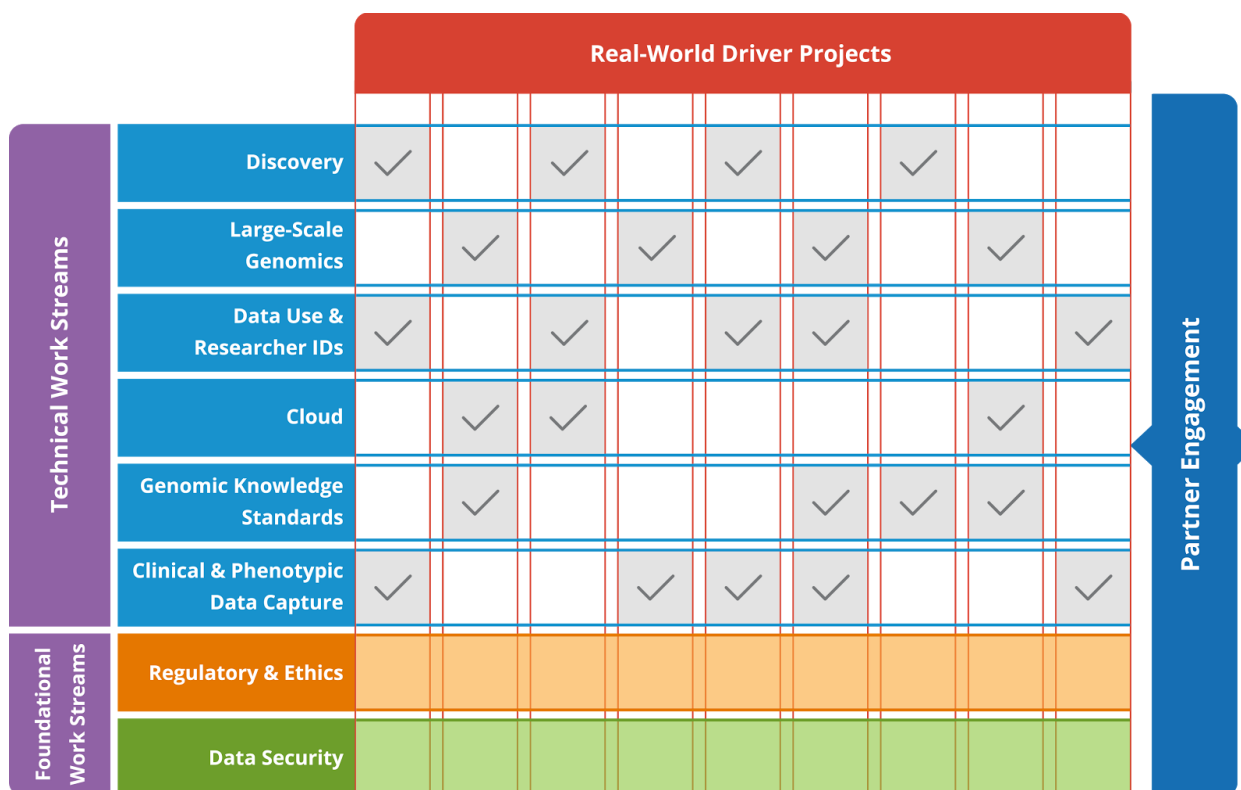 Real-World Driver Projects
Technical Work Streams
Discovery
Large-Scale
Genomics
Data Use &
Researcher IDs
Cloud
Genomic Knowledge
Standards
Clinical & Phenotypic
Data Capture
Foundational
Work Streams
Regulatory & Ethics
Data Security
Partner Engagement